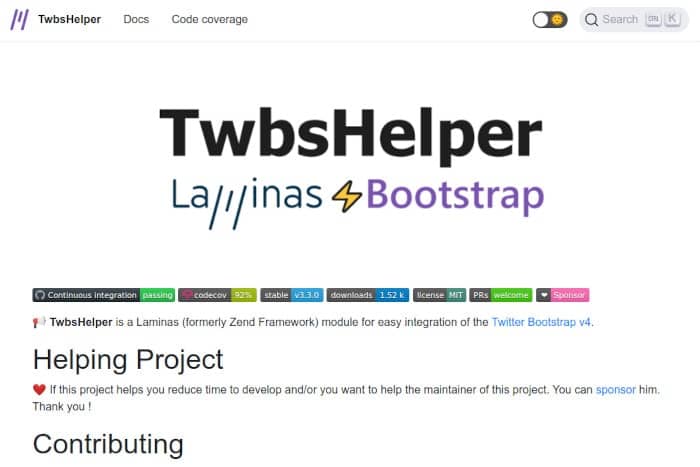 TwbsHelper Docs Code coverage Search K
TwbsHelper
Laminas Bootstrap
Continuous integration passing codecov 92% stable v3.3.0 downloads 1.52 k license MIT PRs welcome Sponsor
TwbsHelper is a Laminas (formerly Zend Framework) module for easy integration of the Twitter Bootstrap v4.
Helping Project
If this project helps you reduce time to develop and/or you want to help the maintainer of this project. You can sponsor him.
Thank you !
Contributing